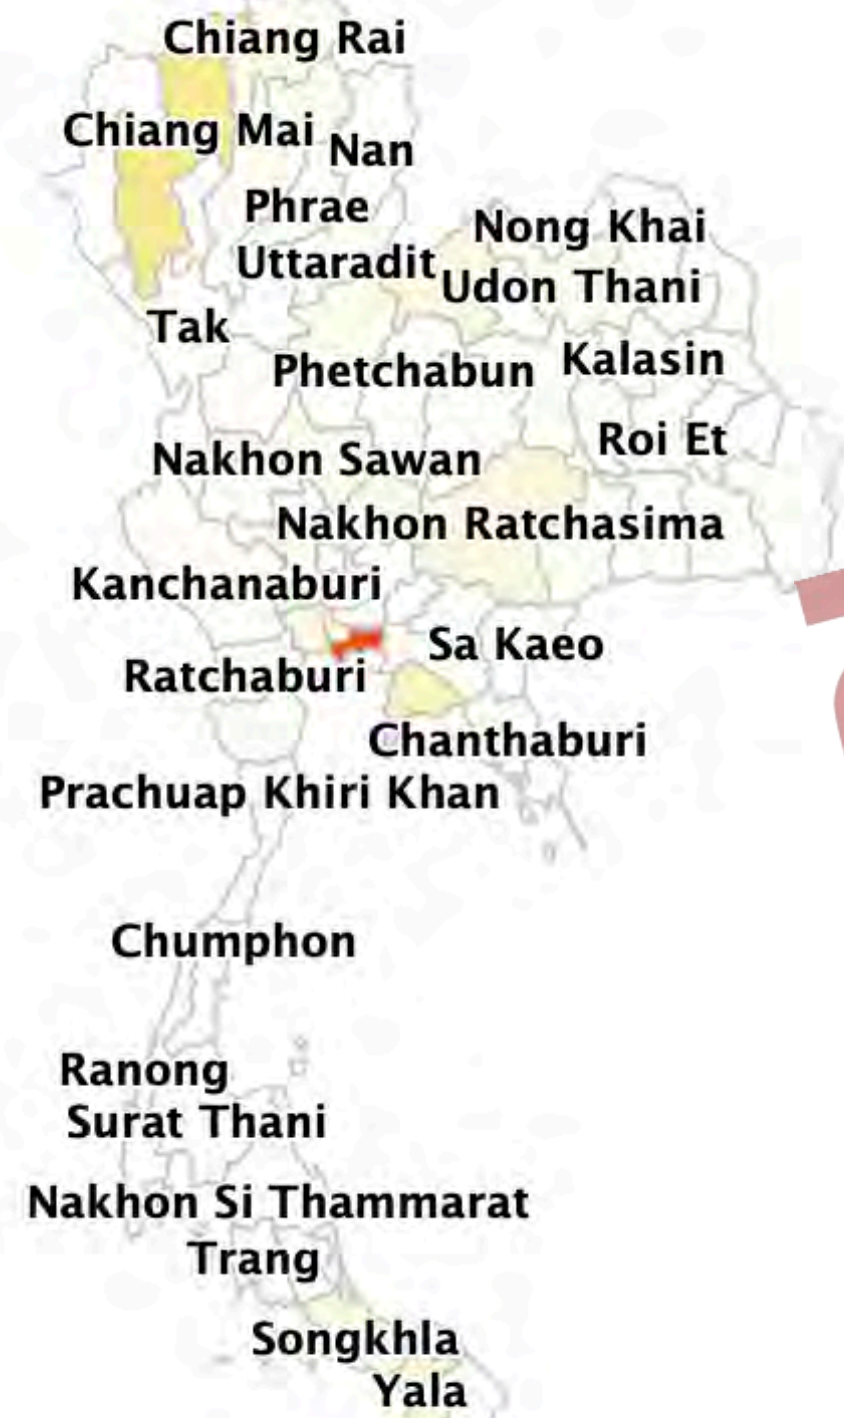 Chiang Rai
Chiang Mai
Nan
Phrae
Nong Khai
Uttaradit
Udon Thani
Tak
Phetchabun
Kalasin
Roi Et
Nakhon Sawan
Nakhon Ratchasima
Kanchanaburi
Sa Kaeo
Ratchaburi
Chanthaburi
Prachuap Khiri Khan
Chumphon
Ranong
Surat Thani
Nakhon Si Thammarat
Trang
Songkhla
Yala